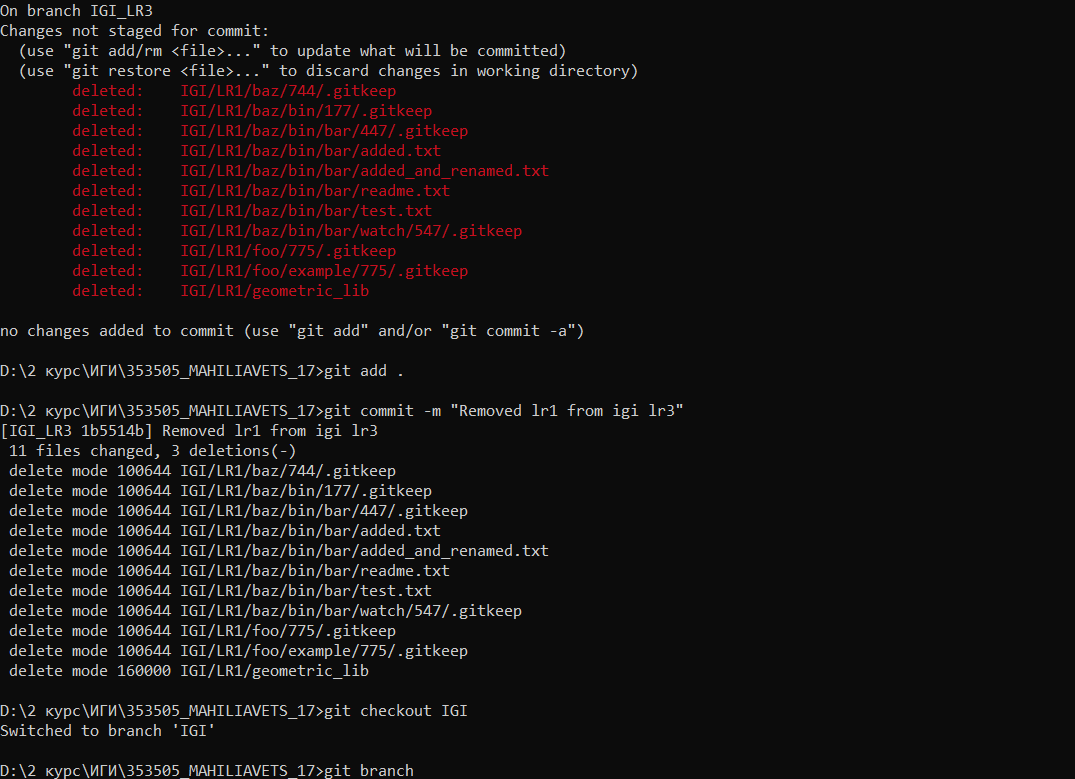 On branch IGI_LR3
Changes not staged for commit:
  (use "git add/rm <file>..." to update what will be committed)
  (use "git restore <file>..." to discard changes in working directory)
        deleted:    IGI/LR1/baz/744/.gitkeep
        deleted:    IGI/LR1/baz/bin/177/.gitkeep
        deleted:    IGI/LR1/baz/bin/bar/447/.gitkeep
        deleted:    IGI/LR1/baz/bin/bar/added.txt
        deleted:    IGI/LR1/baz/bin/bar/added_and_renamed.txt
        deleted:    IGI/LR1/baz/bin/bar/readme.txt
        deleted:    IGI/LR1/baz/bin/bar/test.txt
        deleted:    IGI/LR1/baz/bin/bar/watch/547/.gitkeep
        deleted:    IGI/LR1/foo/775/.gitkeep
        deleted:    IGI/LR1/foo/example/775/.gitkeep
        deleted:    IGI/LR1/geometric_lib

no changes added to commit (use "git add" and/or "git commit -a")

D:\2 курс\ИГИ\353505_MAHILIAVETS_17>git add .

D:\2 курс\ИГИ\353505_MAHILIAVETS_17>git commit -m "Removed lr1 from igi lr3"
[IGI_LR3 1b5514b] Removed lr1 from igi lr3
 11 files changed, 3 deletions(-)
 delete mode 100644 IGI/LR1/baz/744/.gitkeep
 delete mode 100644 IGI/LR1/baz/bin/177/.gitkeep
 delete mode 100644 IGI/LR1/baz/bin/bar/447/.gitkeep
 delete mode 100644 IGI/LR1/baz/bin/bar/added.txt
 delete mode 100644 IGI/LR1/baz/bin/bar/added_and_renamed.txt
 delete mode 100644 IGI/LR1/baz/bin/bar/readme.txt
 delete mode 100644 IGI/LR1/baz/bin/bar/test.txt
 delete mode 100644 IGI/LR1/baz/bin/bar/watch/547/.gitkeep
 delete mode 100644 IGI/LR1/foo/775/.gitkeep
 delete mode 100644 IGI/LR1/foo/example/775/.gitkeep
 delete mode 160000 IGI/LR1/geometric_lib

D:\2 курс\ИГИ\353505_MAHILIAVETS_17>git checkout IGI
Switched to branch 'IGI'

D:\2 курс\ИГИ\353505_MAHILIAVETS_17>git branch